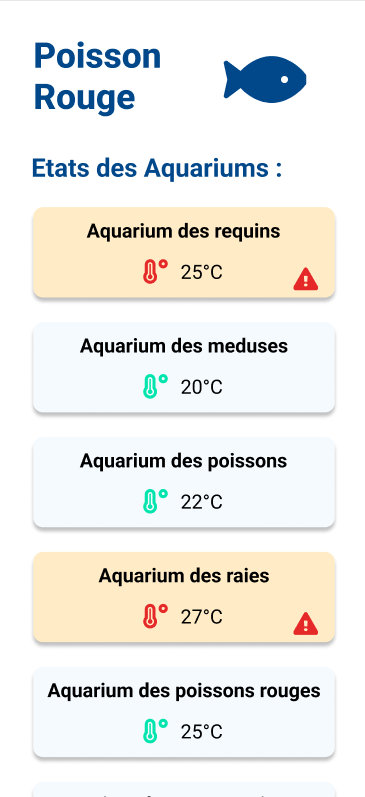 Poisson
Rouge
Etats des Aquariums :
Aquarium des requins
25°C
Aquarium des meduses
20°C
Aquarium des poissons
22°C
Aquarium des raies
27°C
Aquarium des poissons rouges
25°C